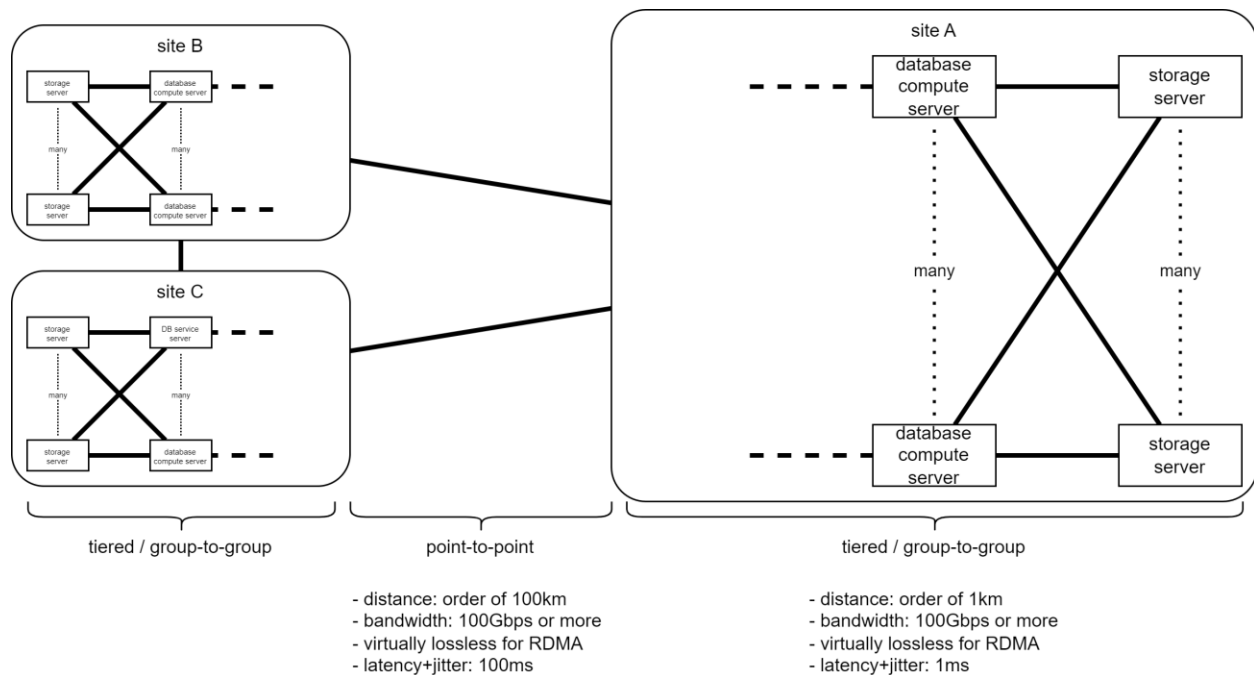 site B
storage
server
database
compute server
many
many
storage
server
database
compute server
site C
storage
server
DB service
server
many
many
storage
server
database
compute server
site A
database
compute
server
storage
server
many
many
database
compute
server
storage
server
tiered / group-to-group
point-to-point
tiered / group-to-group
- distance: order of 100km
- bandwidth: 100Gbps or more
- virtually lossless for RDMA
- latency+jitter: 100ms
- distance: order of 1km
- bandwidth: 100Gbps or more
- virtually lossless for RDMA
- latency+jitter: 1ms